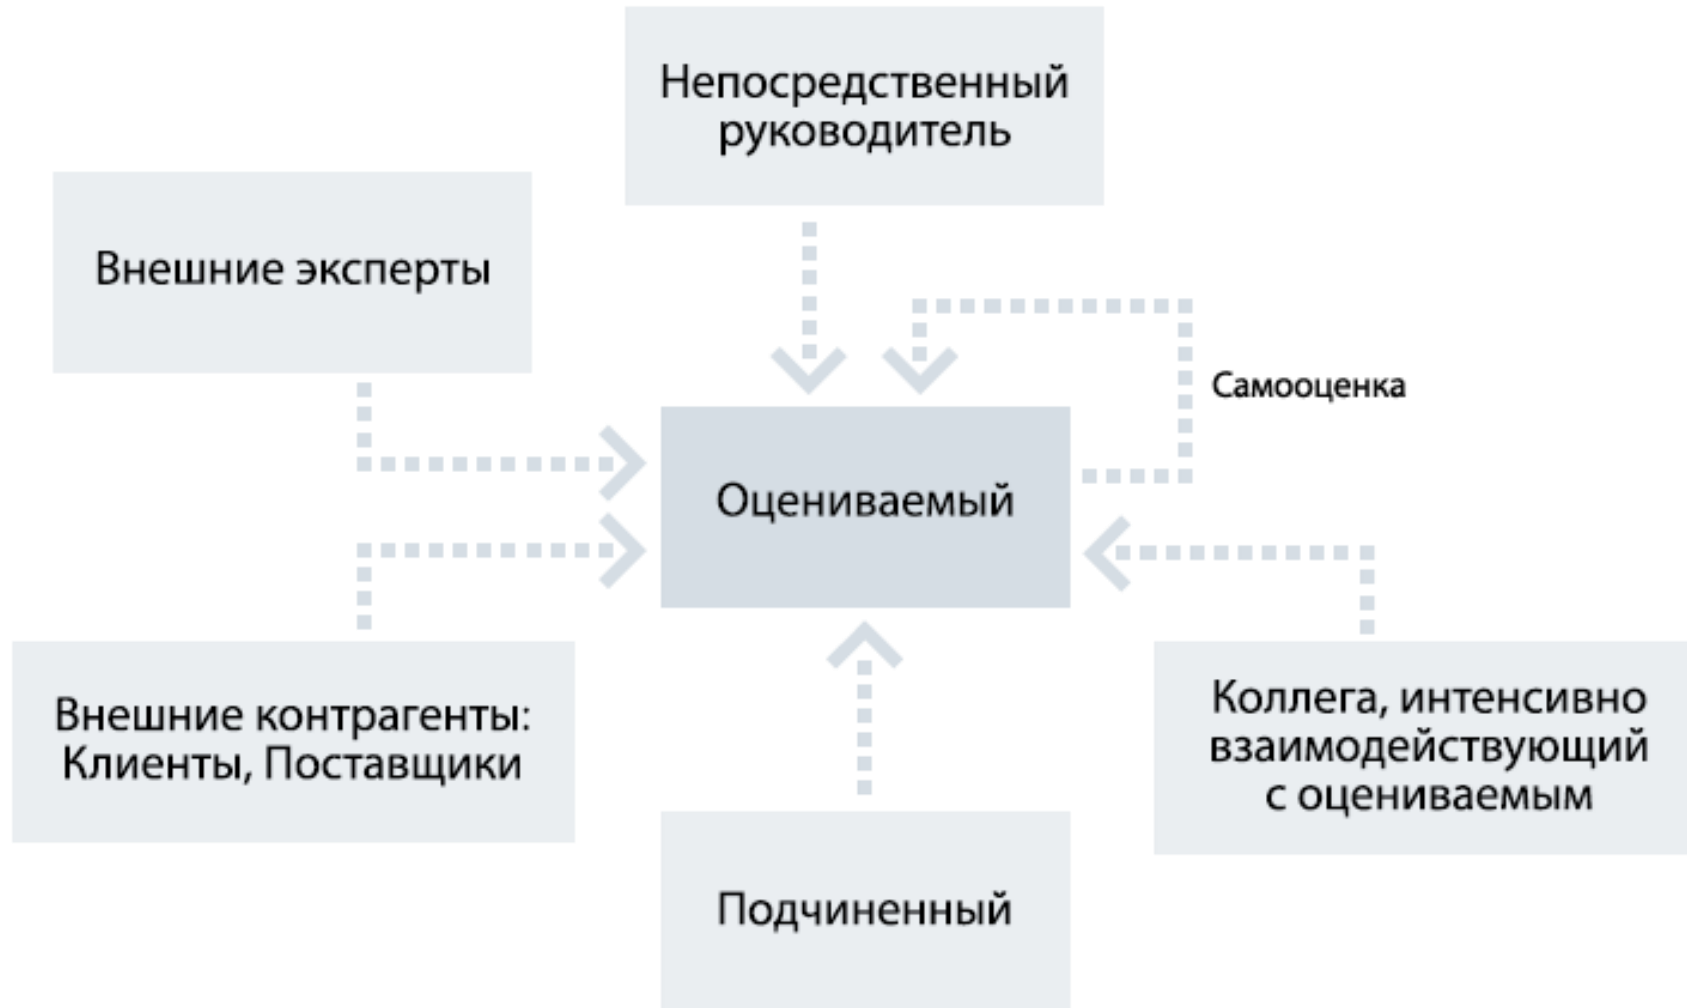 Непосредственный
руководитель
Внешние эксперты
Самооценка
Оцениваемый
Внешние контрагенты:
Клиенты, Поставщики
Коллега, интенсивно
взаимодействующий
с оцениваемым
Подчиненный